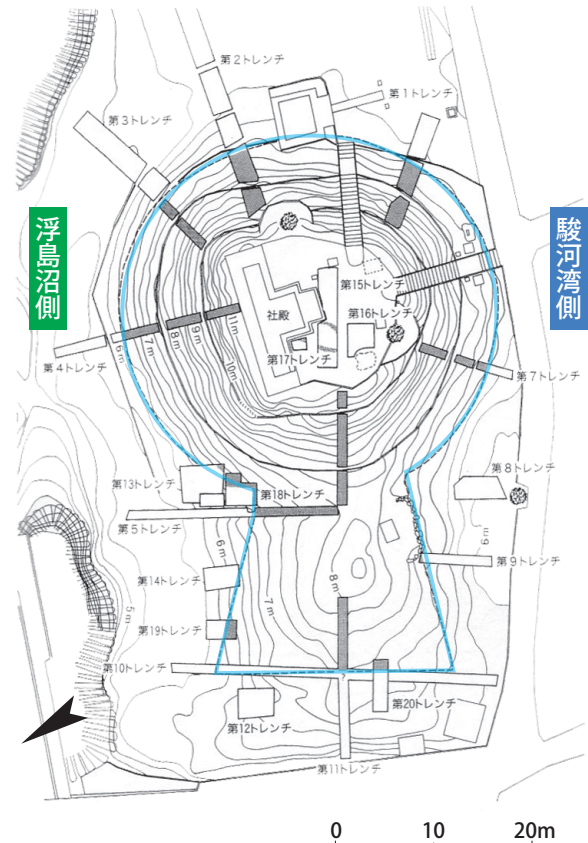 第2トレンチ
第1トレンチ
第3トレンチ
浮島沼側
駿河湾側
第15トレンチ
社殿
第16トレンチ
11m
9m
8m
7m
6m
10m
第17トレンチ
第4トレンチ
第7トレンチ
第13トレンチ
第18トレンチ
第8トレンチ
第5トレンチ
6m
8m
6m
第9トレンチ
第14トレンチ
7m
5m
第19トレンチ
第10トレンチ
?
第20トレンチ
第12トレンチ
第11トレンチ
0 10 20m